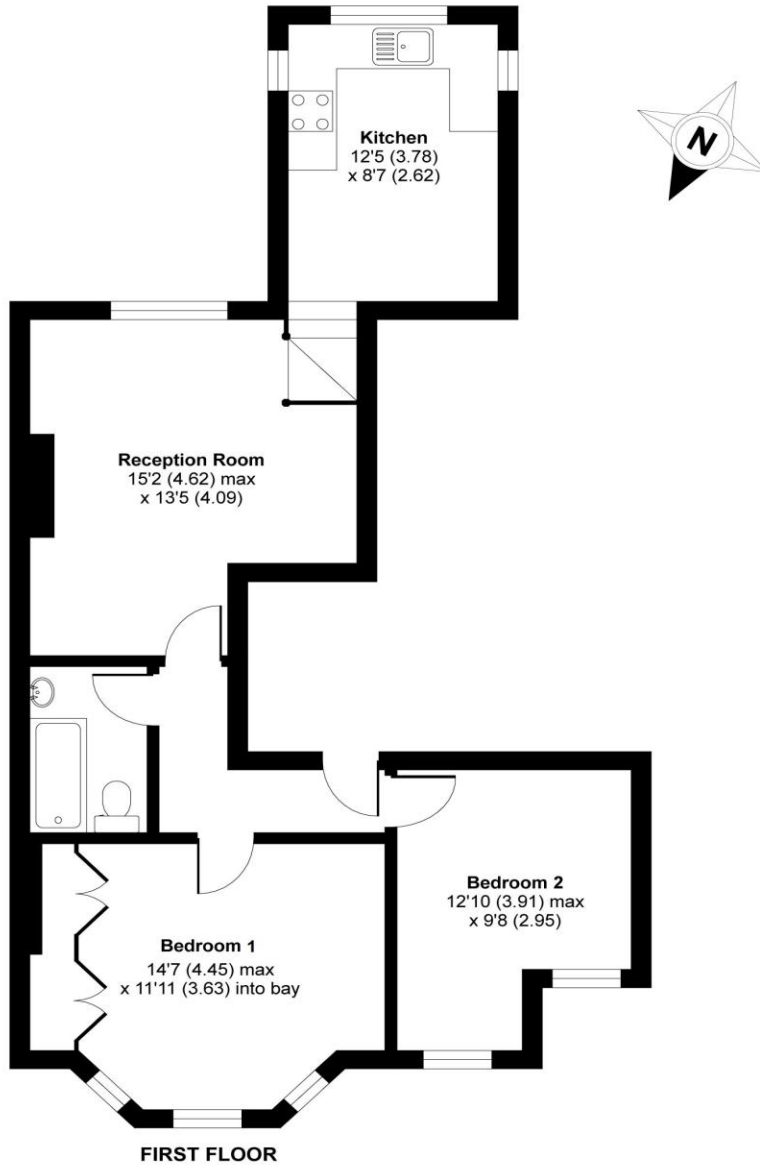 Kitchen
12'5 (3.78)
x 8'7 (2.62)
N
Reception Room
15'2 (4.62) max
x 13'5 (4.09)
Bedroom 2
12'10 (3.91) max
x 9'8 (2.95)
Bedroom 1
14'7 (4.45) max
x 11'11 (3.63) into bay
FIRST FLOOR